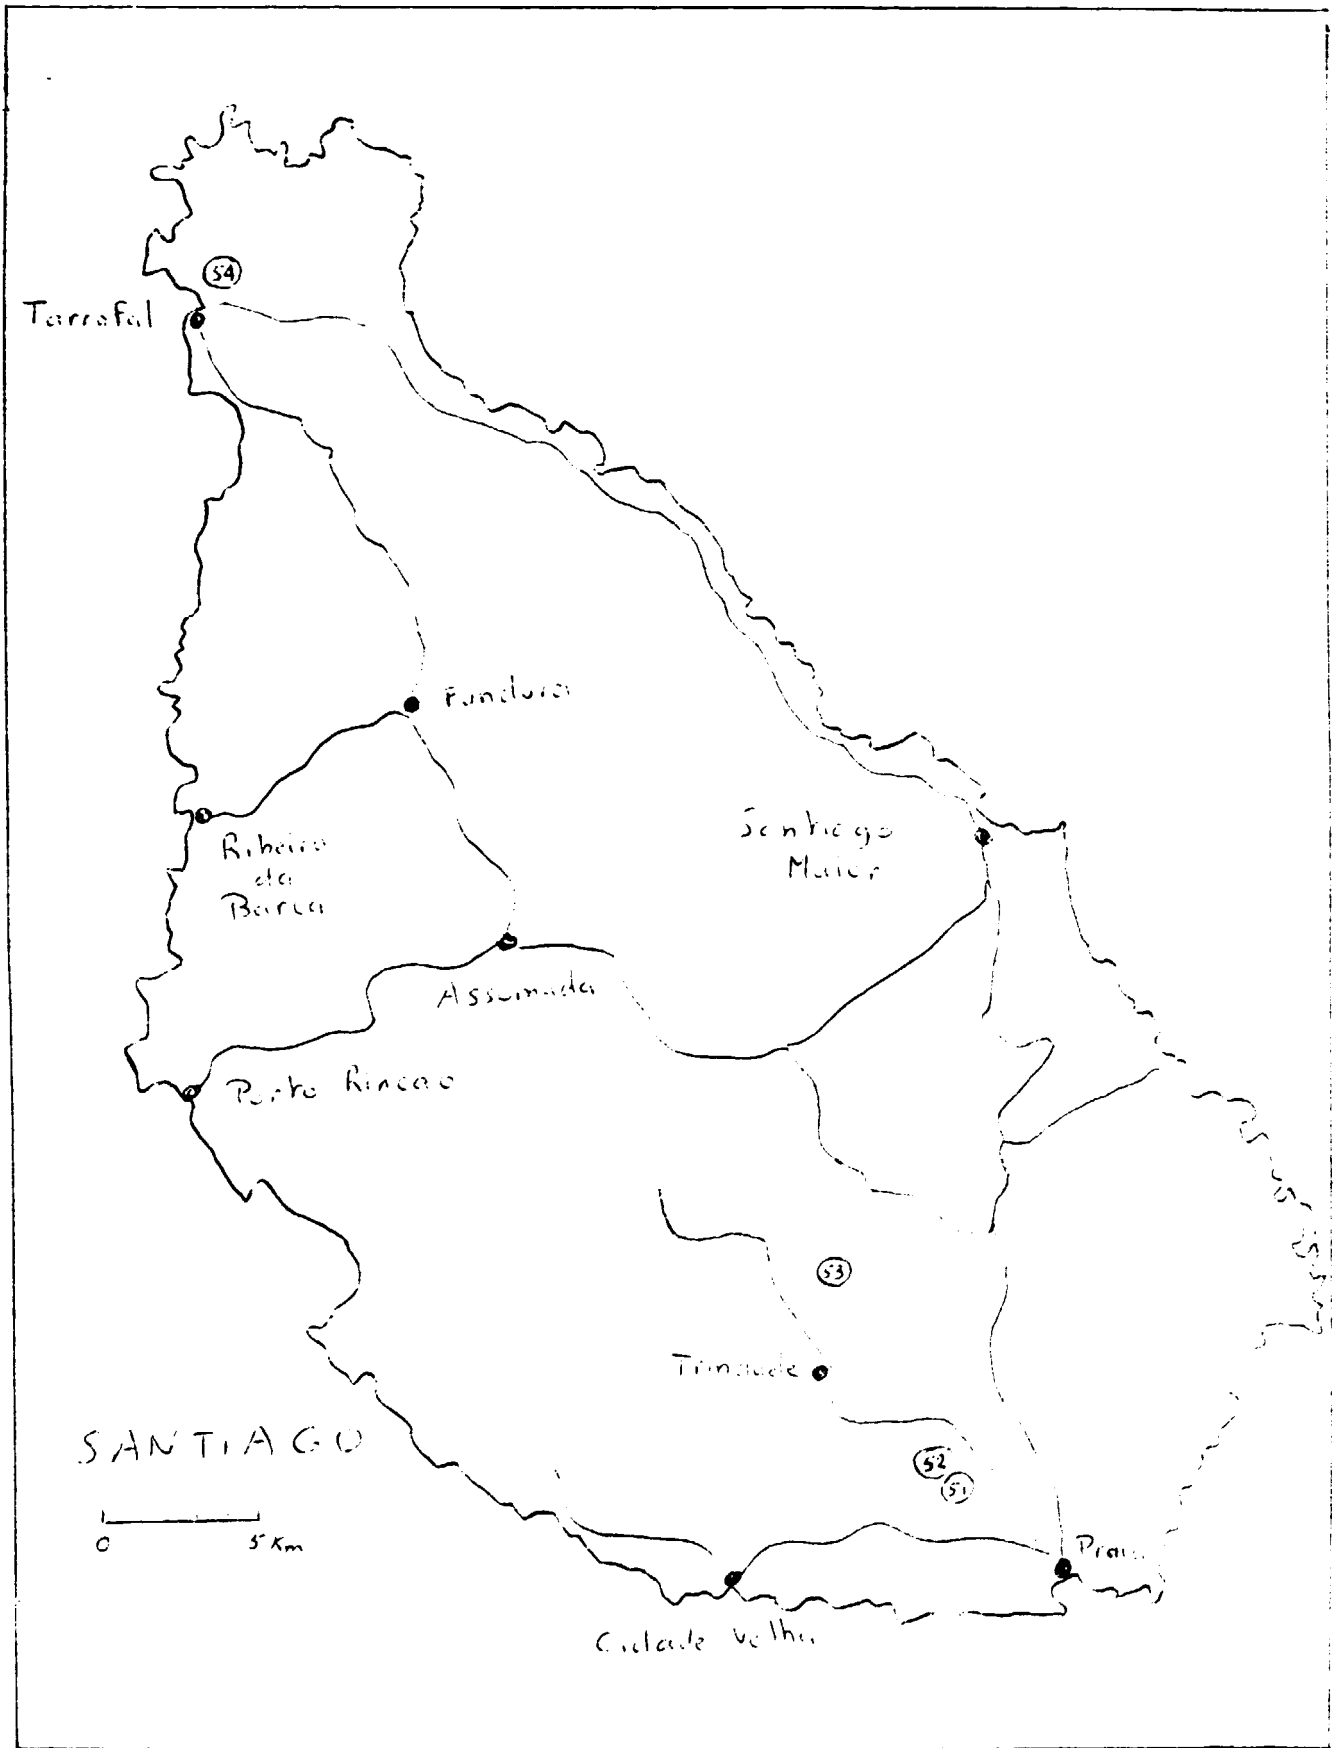 54
Tarrafal
Fundura
Santiago
Maior
Ribeira
da
Barca
Assomada
Porto Rincao
53
Trindade
SANTIAGO
52
51
0 5 Km
Praia
Cidade Velha